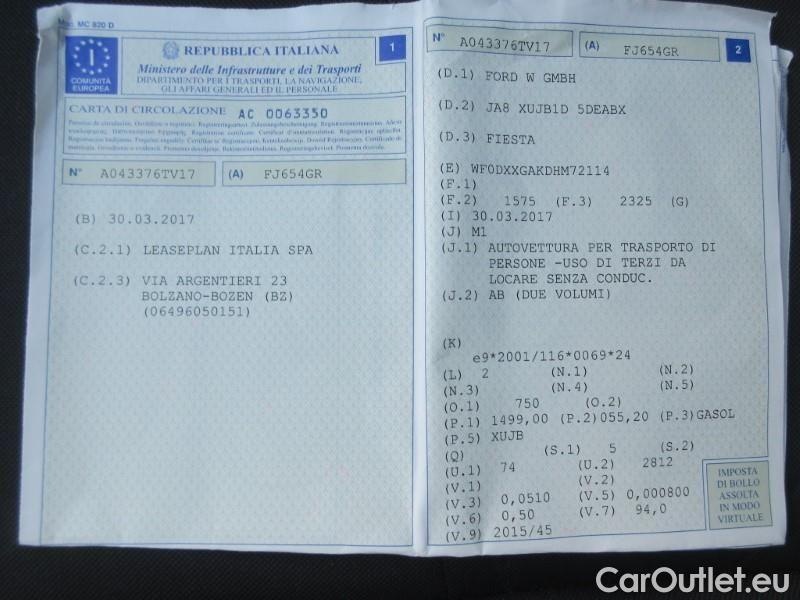 Mod. MC 820 D
I
COMUNITÀ
EUROPEA
REPUBBLICA ITALIANA
Ministero delle Infrastrutture e dei Trasporti
DIPARTIMENTO PER I TRASPORTI, LA NAVIGAZIONE,
GLI AFFARI GENERALI ED IL PERSONALE
1
CARTA DI CIRCOLAZIONE AC 0063350
N° A043376TV17 (A) FJ654GR
(B) 30.03.2017
(C.2.1) LEASEPLAN ITALIA SPA
(C.2.3) VIA ARGENTIERI 23
BOLZANO-BOZEN (BZ)
(06496050151)
N° A043376TV17 (A) FJ654GR 2
(D.1) FORD W GMBH
(D.2) JA8 XUJB1D 5DEABX
(D.3) FIESTA
(E) WF0DXXGAKDHM72114
(F.1)
(F.2) 1575 (F.3) 2325 (G)
(I) 30.03.2017
(J) M1
(J.1) AUTOVETTURA PER TRASPORTO DI
PERSONE -USO DI TERZI DA
LOCARE SENZA CONDUC.
(J.2) AB (DUE VOLUMI)
(K)
e9*2001/116*0069*24
(L) 2 (N.1) (N.2)
(N.3) (N.4) (N.5)
(O.1) 750 (O.2)
(P.1) 1499,00 (P.2)055,20 (P.3)GASOL
(P.5) XUJB
(Q) (S.1) 5 (S.2)
(U.1) 74 (U.2) 2812
(V.1) (V.2)
(V.3) 0,0510 (V.5) 0,000800
(V.6) 0,50 (V.7) 94,0
(V.9) 2015/45
IMPOSTA
DI BOLLO
ASSOLTA
IN MODO
VIRTUALE
CarOutlet.eu